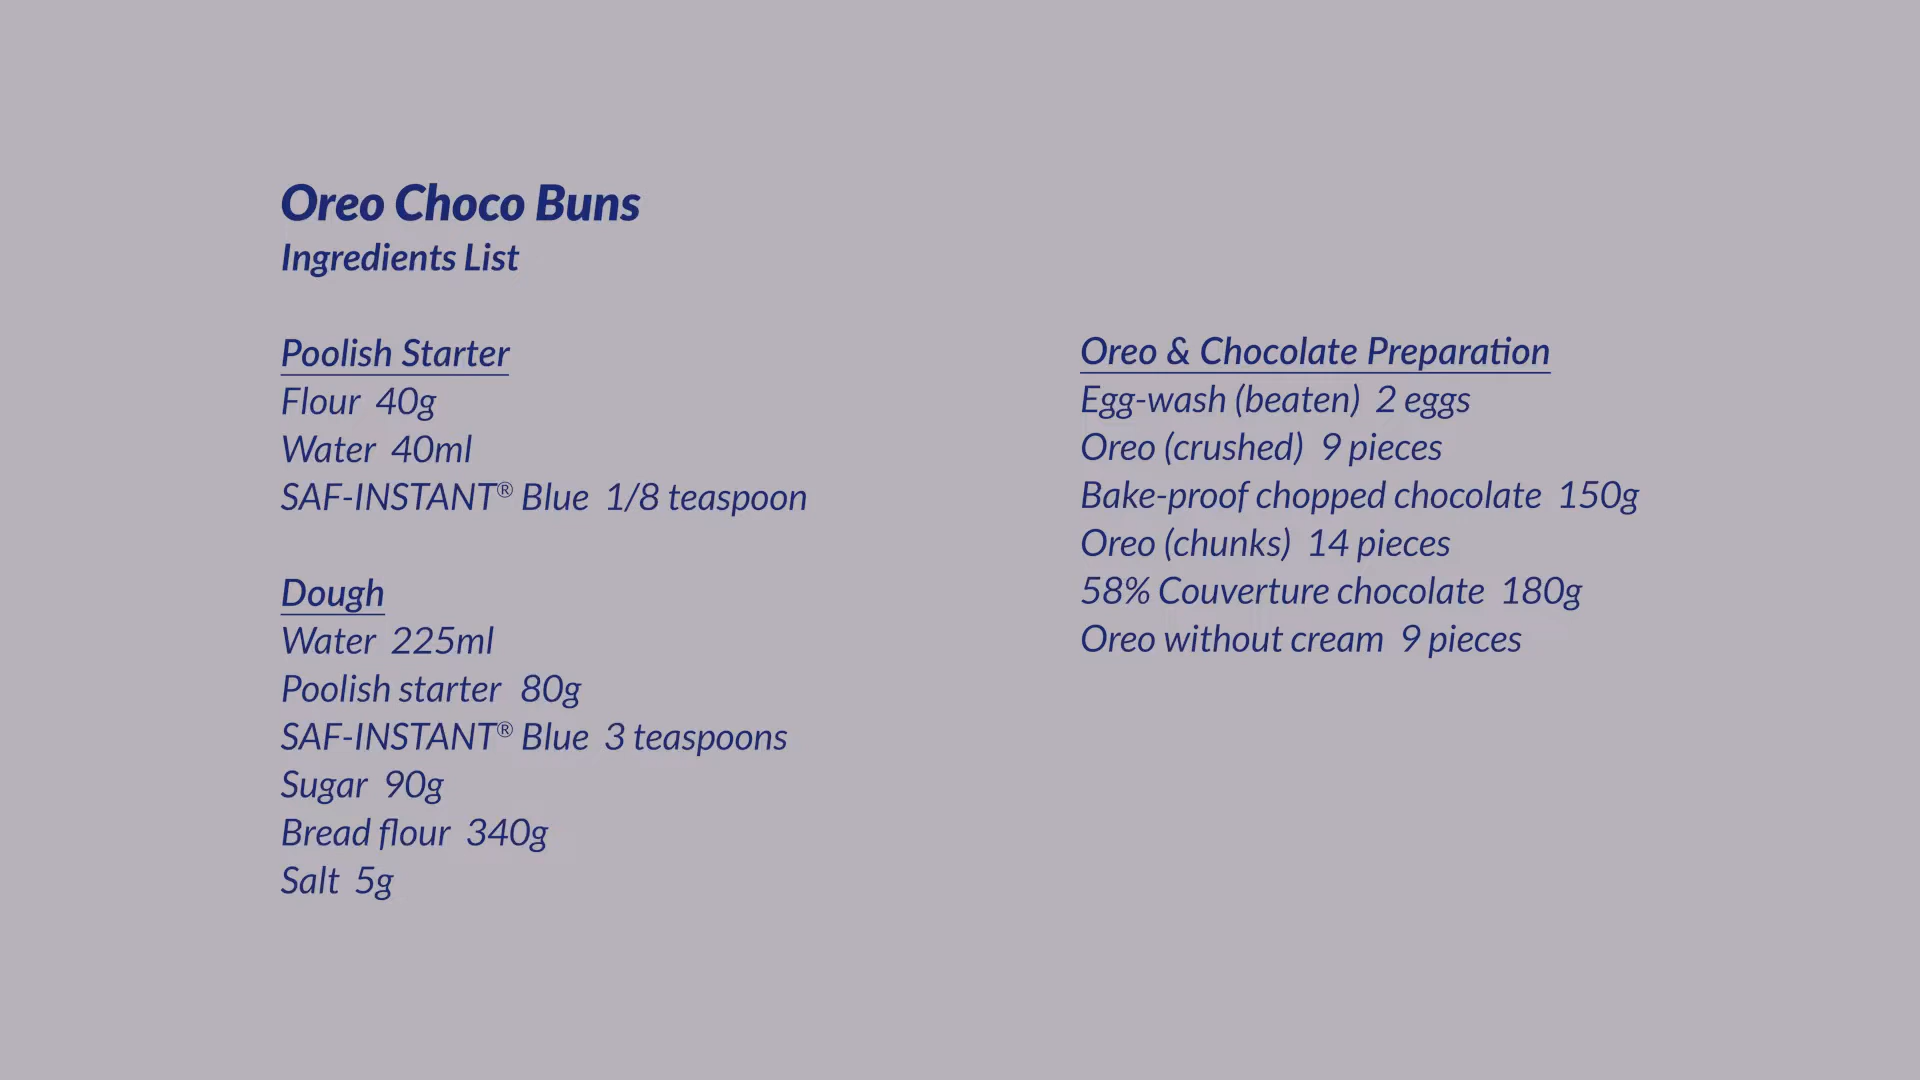 Oreo Choco Buns
Ingredients List
Poolish Starter
Flour 40g
Water 40ml
SAF-INSTANT® Blue 1/8 teaspoon
Dough
Water 225ml
Poolish starter 80g
SAF-INSTANT® Blue 3 teaspoons
Sugar 90g
Bread flour 340g
Salt 5g
Oreo & Chocolate Preparation
Egg-wash (beaten) 2 eggs
Oreo (crushed) 9 pieces
Bake-proof chopped chocolate 150g
Oreo (chunks) 14 pieces
58% Couverture chocolate 180g
Oreo without cream 9 pieces